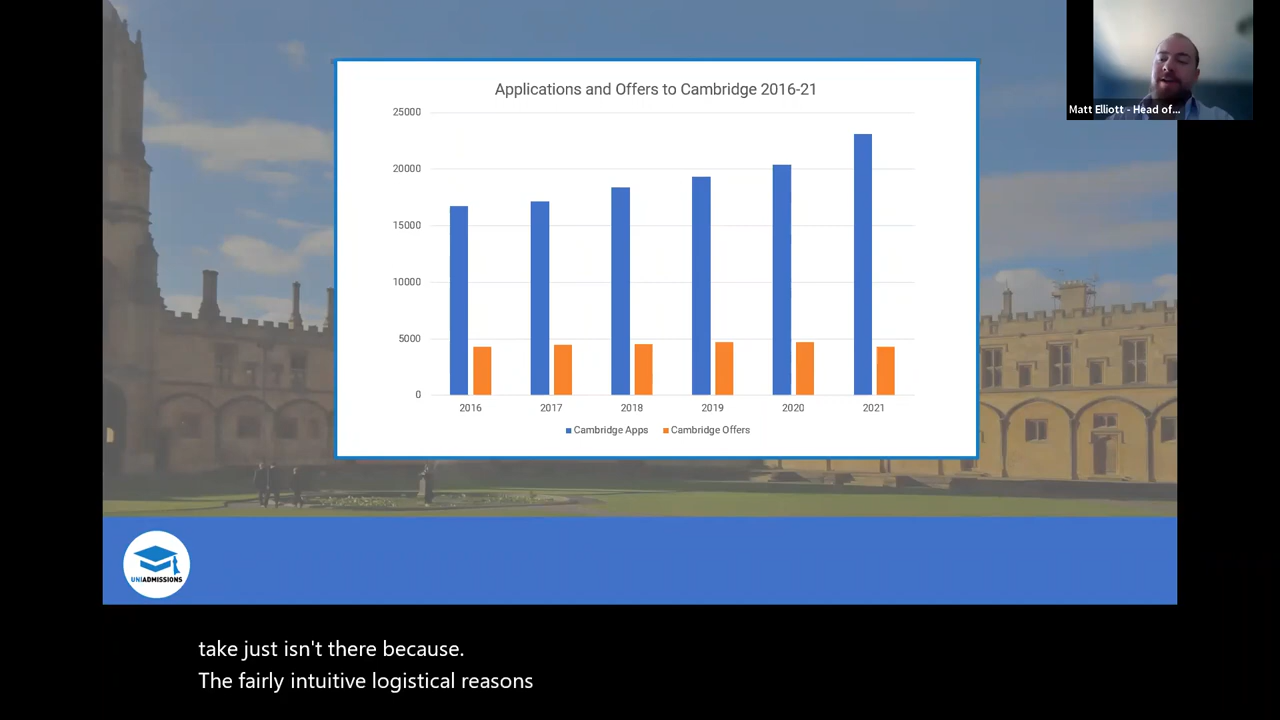 Applications and Offers to Cambridge 2016-21
25000
20000
15000
10000
5000
0
2016 2017 2018 2019 2020 2021
Cambridge Apps Cambridge Offers
Matt Elliott - Head of...
UNIADMISSIONS
take just isn't there because.
The fairly intuitive logistical reasons